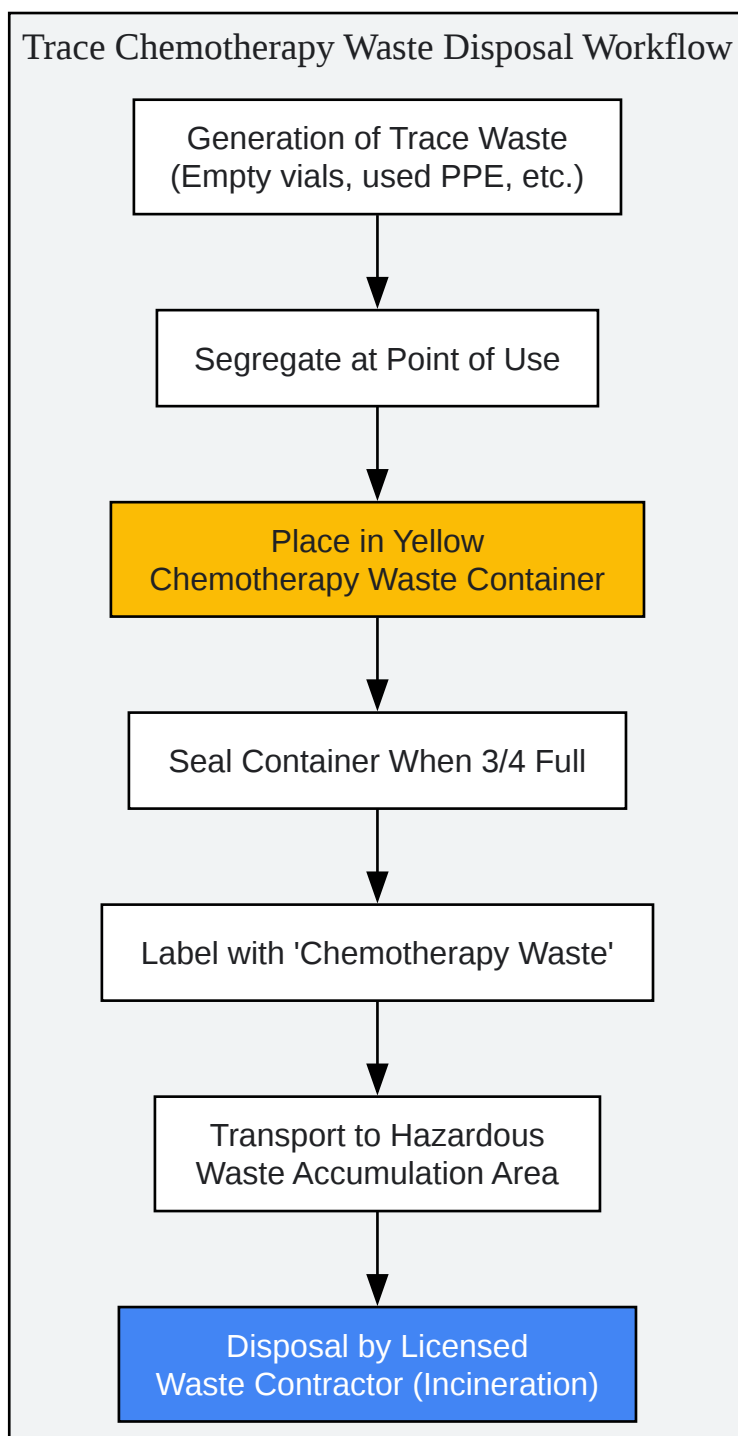 Trace Chemotherapy Waste Disposal Workflow
Generation of Trace Waste
(Empty vials, used PPE, etc.)
Segregate at Point of Use
Place in Yellow
Chemotherapy Waste Container
Seal Container When 3/4 Full
Label with 'Chemotherapy Waste'
Transport to Hazardous
Waste Accumulation Area
Disposal by Licensed
Waste Contractor (Incineration)